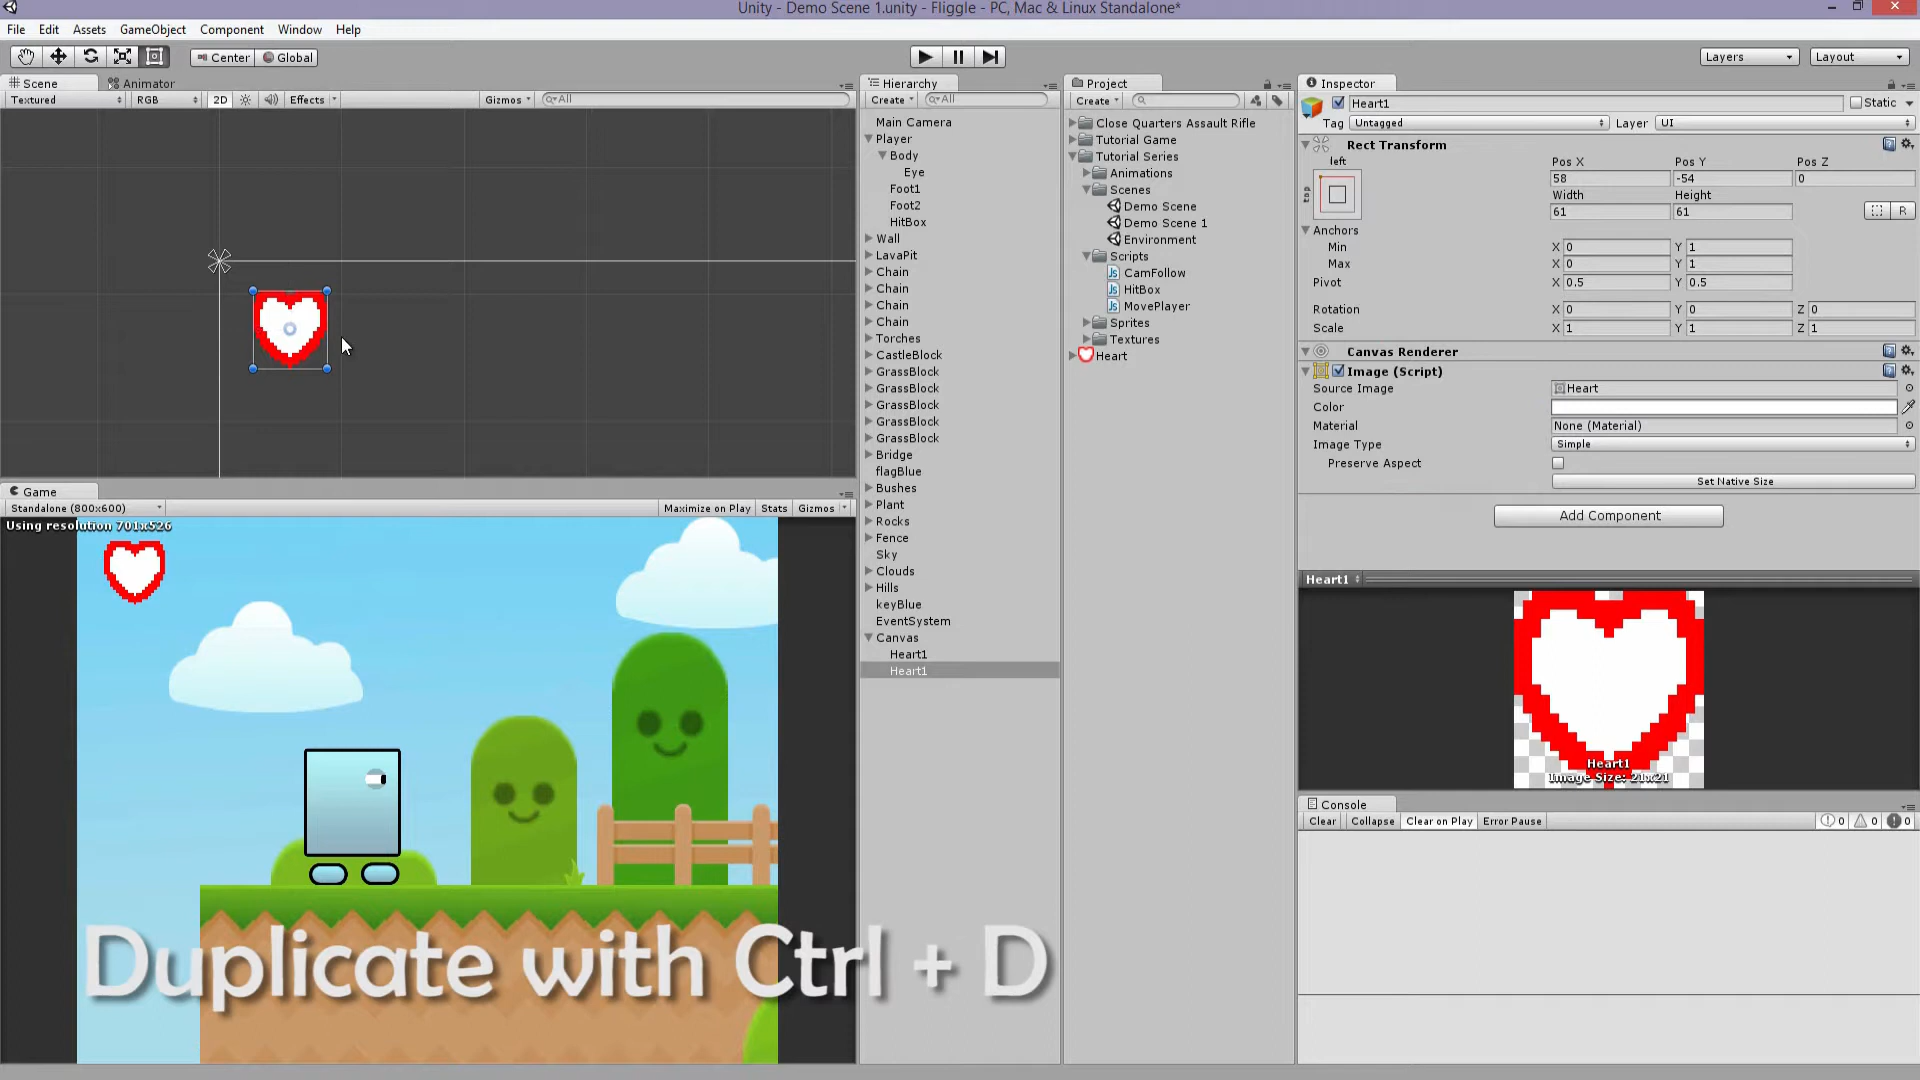 Unity - Demo Scene 1.unity - Fliggle - PC, Mac & Linux Standalone*
File Edit Assets GameObject Component Window Help
Center Global
Layers Layout
Scene Animator
Textured RGB 2D Effects Gizmos All
Game
Standalone (800x600) Maximize on Play Stats Gizmos
Using resolution 701x526
Duplicate with Ctrl + D
Hierarchy
Create All
Main Camera
Player
Body
Eye
Foot1
Foot2
HitBox
Wall
LavaPit
Chain
Chain
Chain
Chain
Torches
CastleBlock
GrassBlock
GrassBlock
GrassBlock
GrassBlock
GrassBlock
Bridge
flagBlue
Bushes
Plant
Rocks
Fence
Sky
Clouds
Hills
keyBlue
EventSystem
Canvas
Heart1
Heart1
Project
Create
Close Quarters Assault Rifle
Tutorial Game
Tutorial Series
Animations
Scenes
Demo Scene
Demo Scene 1
Environment
Scripts
Js CamFollow
Js HitBox
Js MovePlayer
Sprites
Textures
Heart
Inspector
Heart1 Static
Tag Untagged Layer UI
Rect Transform
left Pos X Pos Y Pos Z
top 58 -54 0
Width Height
61 61 R
Anchors
Min X 0 Y 1
Max X 0 Y 1
Pivot X 0.5 Y 0.5
Rotation X 0 Y 0 Z 0
Scale X 1 Y 1 Z 1
Canvas Renderer
Image (Script)
Source Image Heart
Color
Material None (Material)
Image Type Simple
Preserve Aspect
Set Native Size
Add Component
Heart1
Heart1
Image Size: 21x21
Console
Clear Collapse Clear on Play Error Pause 0 0 0